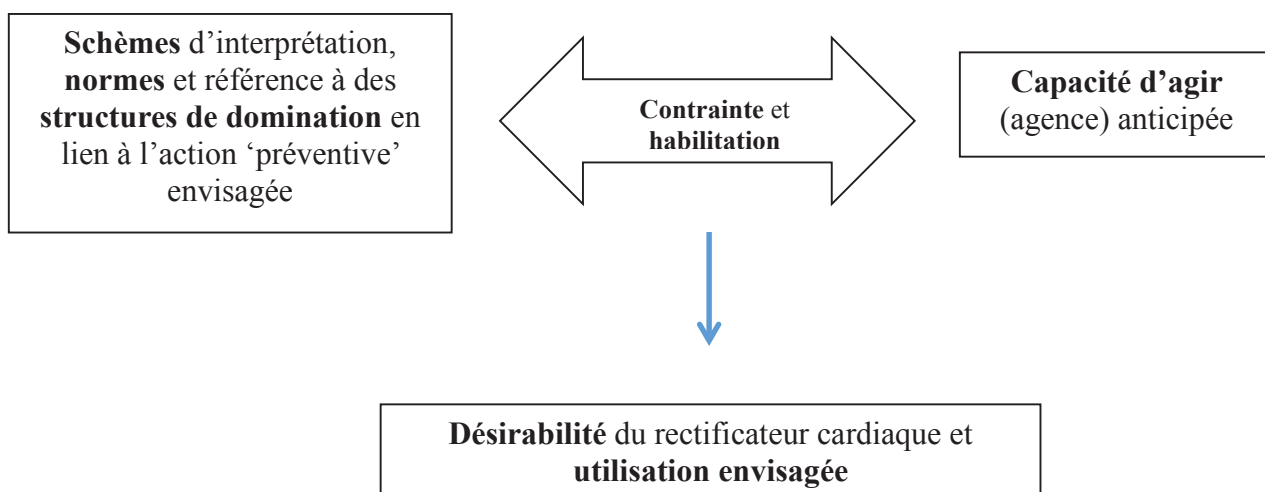 Schèmes d’interprétation,
normes et référence à des
structures de domination en
lien à l’action ‘préventive’
envisagée
Contrainte et
habilitation
Capacité d’agir
(agence) anticipée
Désirabilité du rectificateur cardiaque et
utilisation envisagée